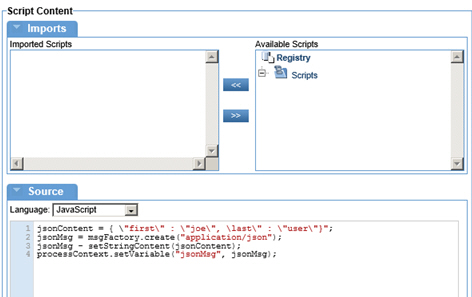 Script Content
Imports
Imported Scripts
Available Scripts
Registry
Scripts
<<
>>
Source
Language: JavaScript
1 jsonContent = { \"first\" : \"joe\", \last\" : \"user\"}";
2 jsonMsg = msgFactory.create("application/json");
3 jsonMsg - setStringContent(jsonContent);
4 processContext.setVariable("jsonMsg", jsonMsg);